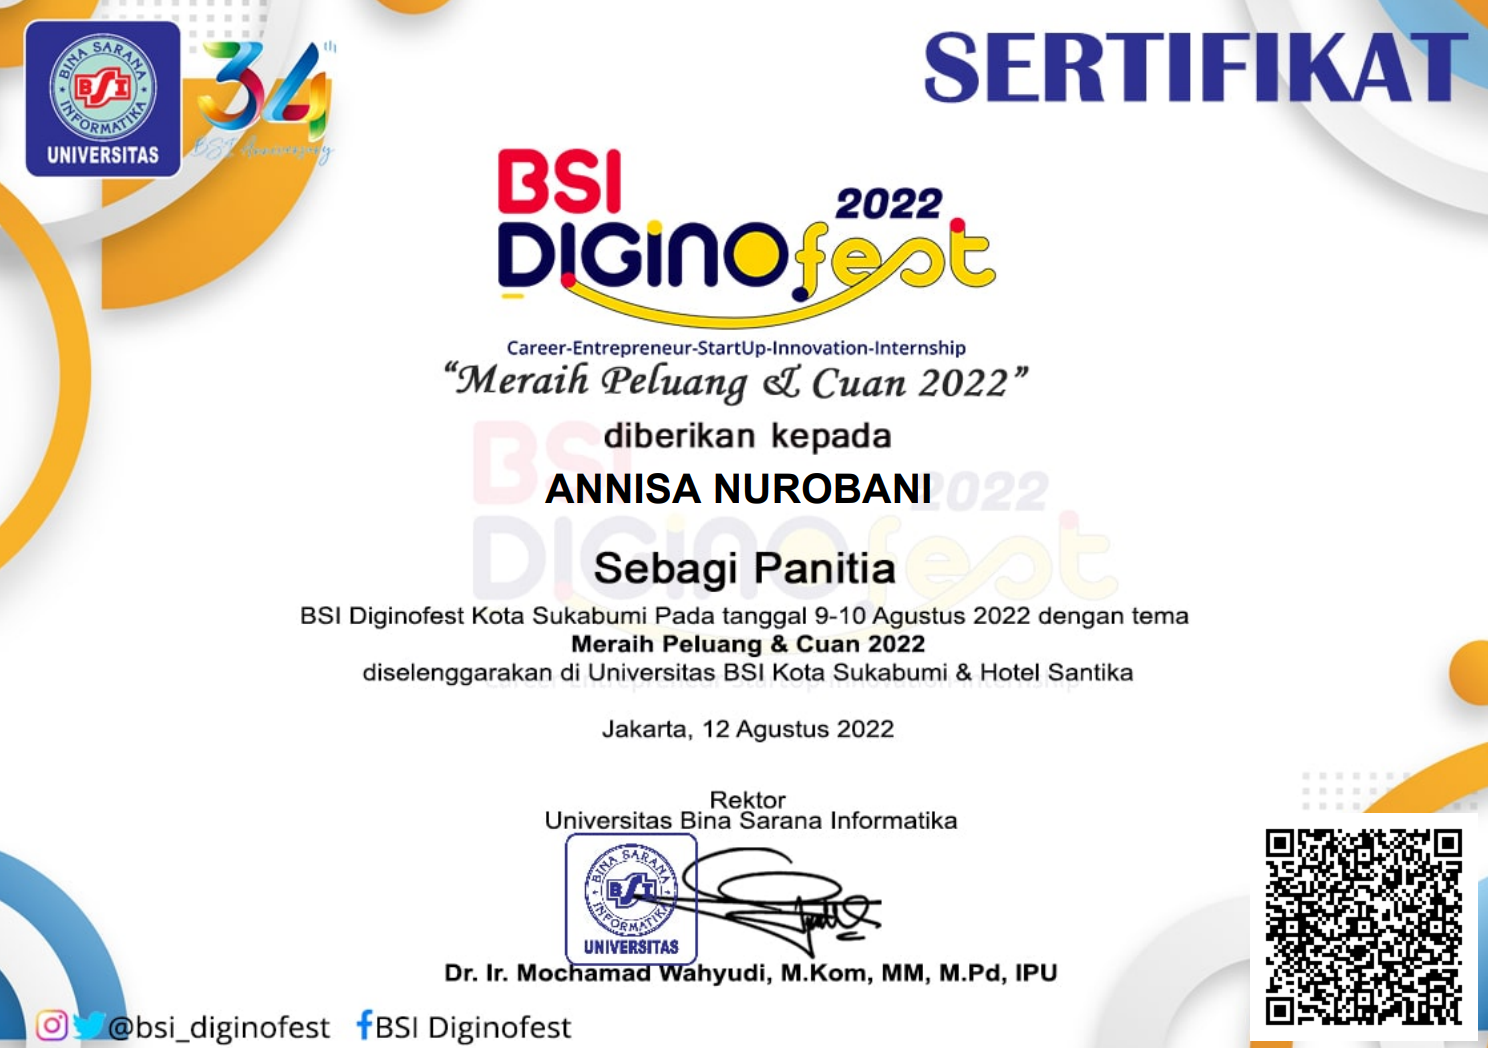 BINA SARANA
BSI
INFORMATIKA
UNIVERSITAS
34th
BSI Anniversary
SERTIFIKAT
BSI
2022
DIGINOfest
Career-Entrepreneur-StartUp-Innovation-Internship
“Meraih Peluang & Cuan 2022”
diberikan kepada
ANNISA NUROBANI
Sebagi Panitia
BSI Diginofest Kota Sukabumi Pada tanggal 9-10 Agustus 2022 dengan tema
Meraih Peluang & Cuan 2022
diselenggarakan di Universitas BSI Kota Sukabumi & Hotel Santika
Jakarta, 12 Agustus 2022
Rektor
Universitas Bina Sarana Informatika
BINA SARANA
BSI
INFORMATIKA
UNIVERSITAS
Dr. Ir. Mochamad Wahyudi, M.Kom, MM, M.Pd, IPU
@bsi_diginofest BSI Diginofest